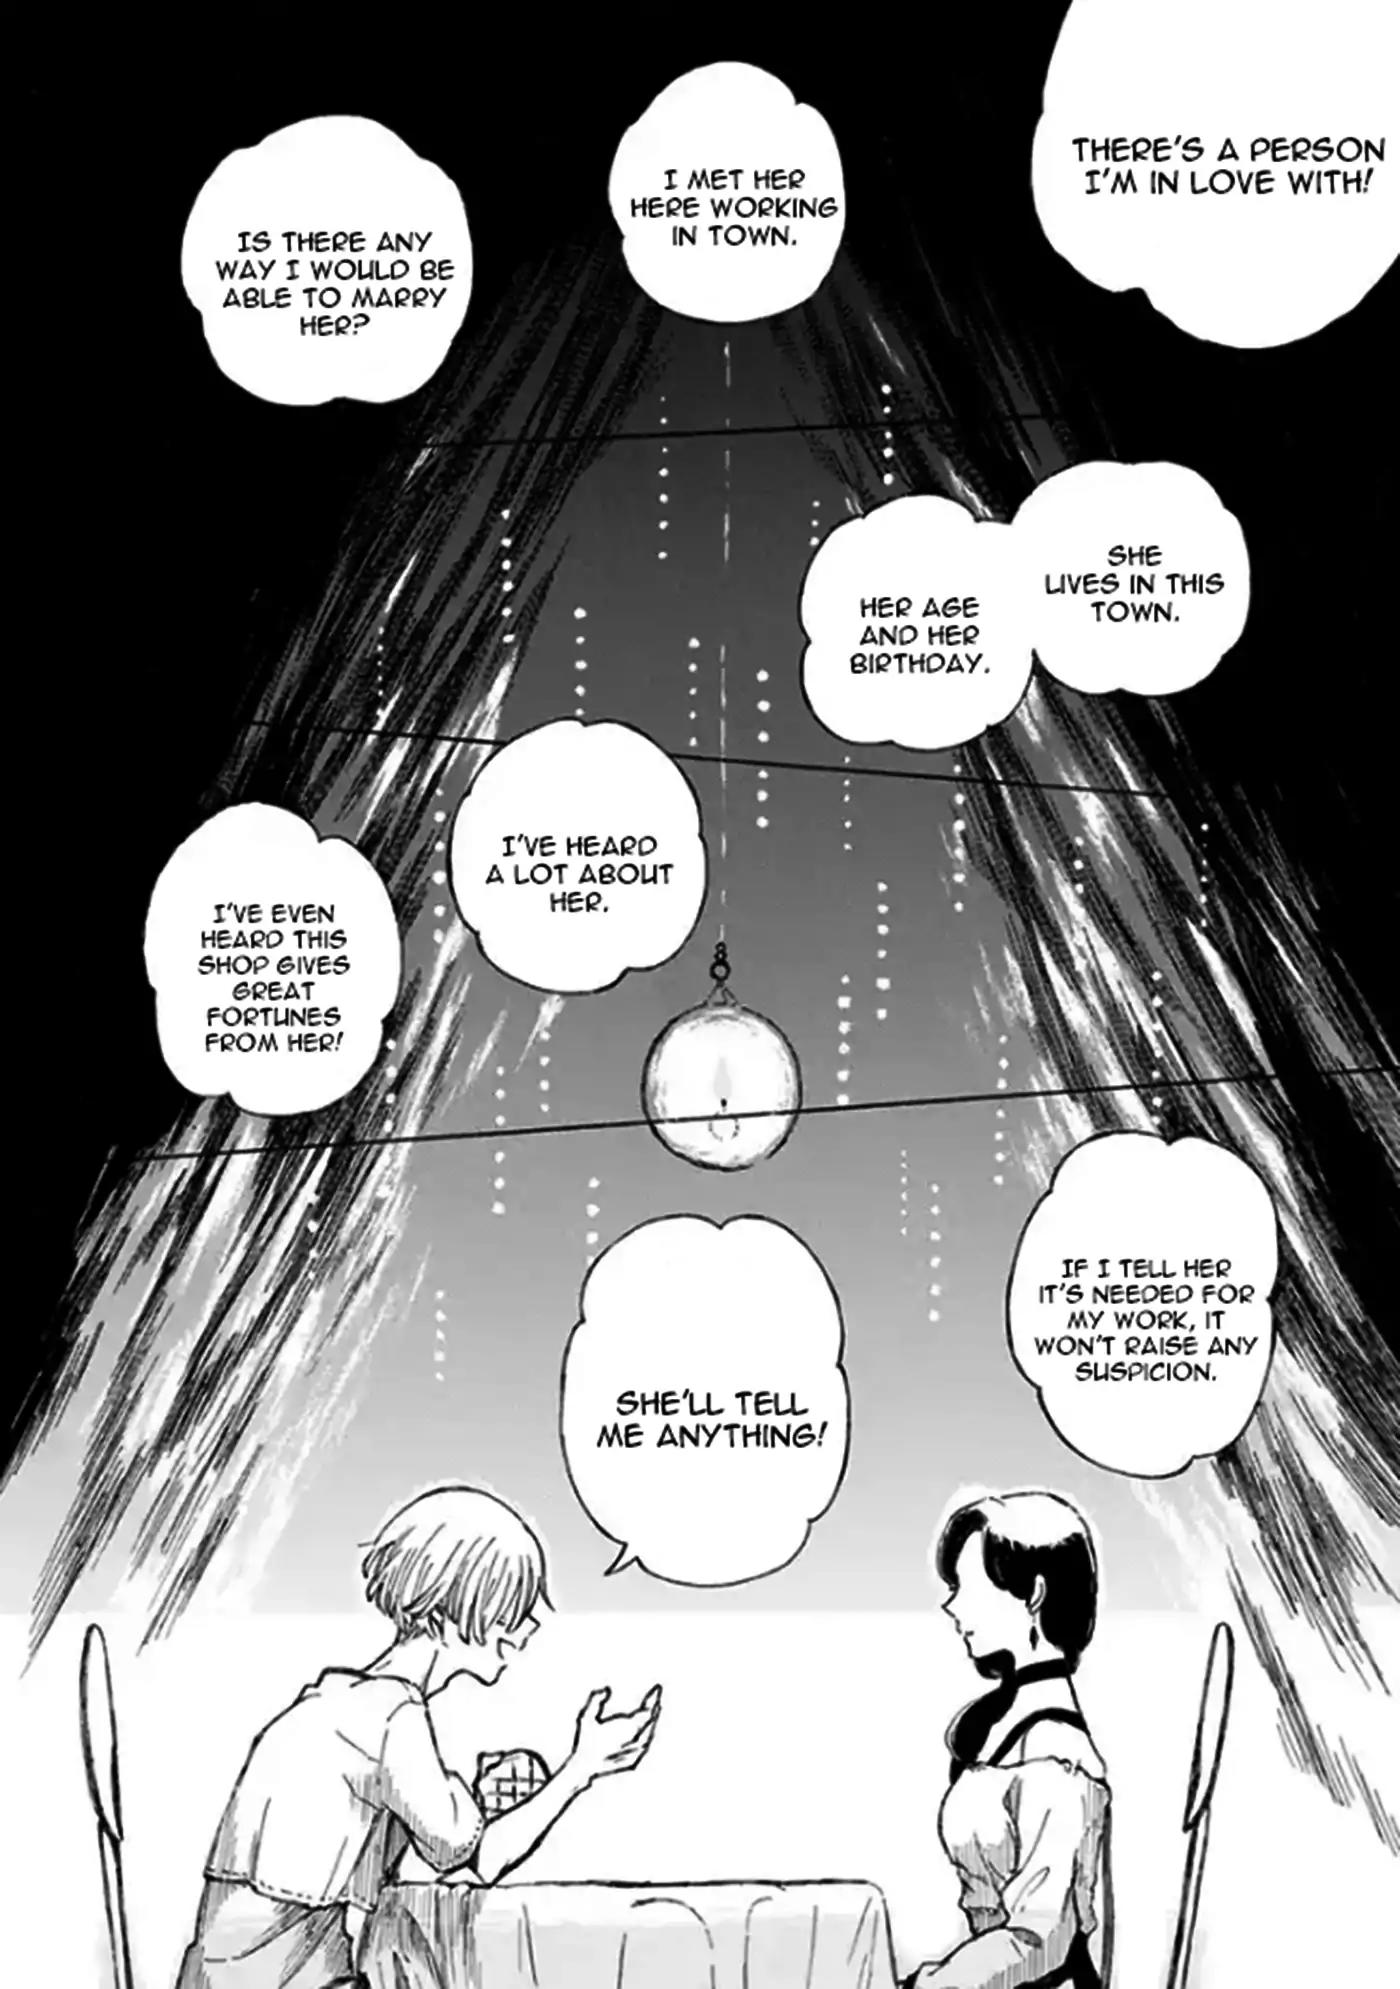 THERE'S A PERSON
I'M IN LOVE WITH!
I MET HER
HERE WORKING
IN TOWN.
IS THERE ANY
WAY I WOULD BE
ABLE TO MARRY
HER?
SHE
LIVES IN THIS
TOWN.
HER AGE
AND HER
BIRTHDAY.
I'VE HEARD
A LOT ABOUT
HER.
I'VE EVEN
HEARD THIS
SHOP GIVES
GREAT
FORTUNES
FROM HER!
IF I TELL HER
IT'S NEEDED FOR
MY WORK, IT
WON'T RAISE ANY
SUSPICION.
SHE'LL TELL
ME ANYTHING!